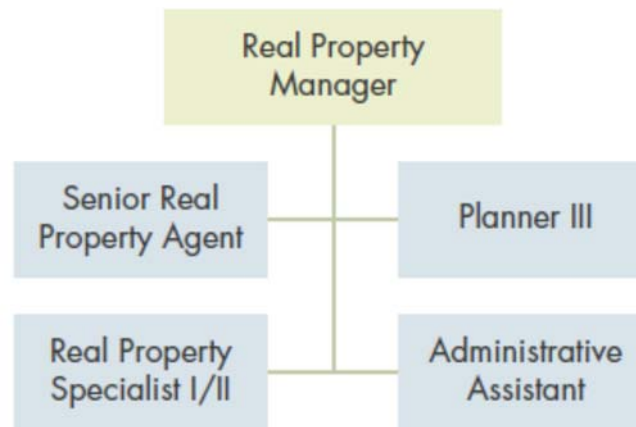 Real Property
Manager
Senior Real
Property Agent
Planner III
Real Property
Specialist I/II
Administrative
Assistant